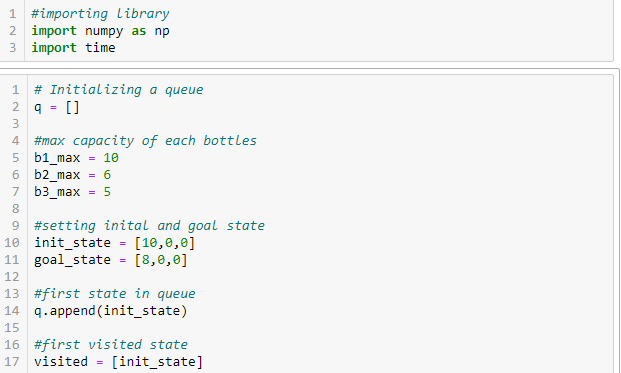 1 #importing library
2 import numpy as np
3 import time
1 # Initializing a queue
2 q = []
3
4 #max capacity of each bottles
5 b1_max = 10
6 b2_max = 6
7 b3_max = 5
8
9 #setting inital and goal state
10 init_state = [10,0,0]
11 goal_state = [8,0,0]
12
13 #first state in queue
14 q.append(init_state)
15
16 #first visited state
17 visited = [init_state]